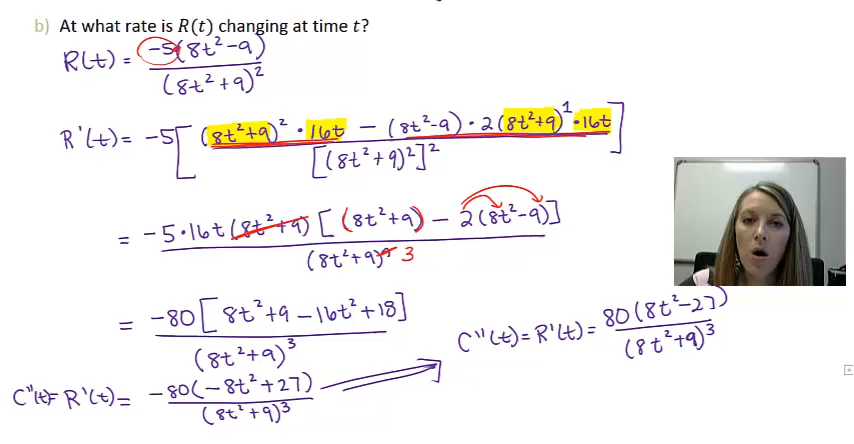 b) At what rate is R(t) changing at time t?
R(t) = -5(8t²-9) / (8t²+9)²
R'(t) = -5[ (8t²+9)² · 16t - (8t²-9) · 2(8t²+9)¹ · 16t / [(8t²+9)²]² ]
= -5·16t(8t²+9) [ (8t²+9) - 2(8t²-9)] / (8t²+9)⁴ 3
= -80 [ 8t²+9 - 16t²+18] / (8t²+9)³
C''(t) = R'(t) = 80(8t²-27) / (8t²+9)³
C''(t)= R'(t) = -80(-8t²+27) / (8t²+9)³